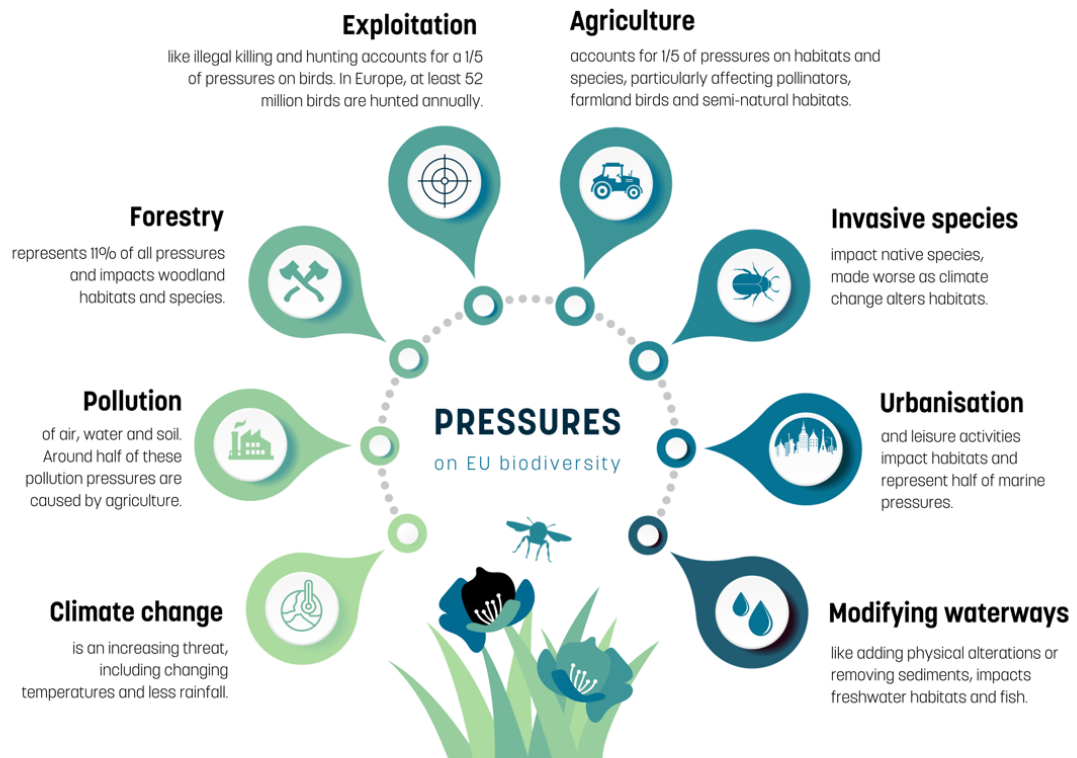 Exploitation
like illegal killing and hunting accounts for a 1/5
of pressures on birds. In Europe, at least 52
million birds are hunted annually.
Agriculture
accounts for 1/5 of pressures on habitats and
species, particularly affecting pollinators,
farmland birds and semi-natural habitats.
Forestry
represents 11% of all pressures
and impacts woodland
habitats and species.
Invasive species
impact native species,
made worse as climate
change alters habitats.
Pollution
of air, water and soil.
Around half of these
pollution pressures are
caused by agriculture.
PRESSURES
on EU biodiversity
Urbanisation
and leisure activities
impact habitats and
represent half of marine
pressures.
Climate change
is an increasing threat,
including changing
temperatures and less rainfall.
Modifying waterways
like adding physical alterations or
removing sediments, impacts
freshwater habitats and fish.